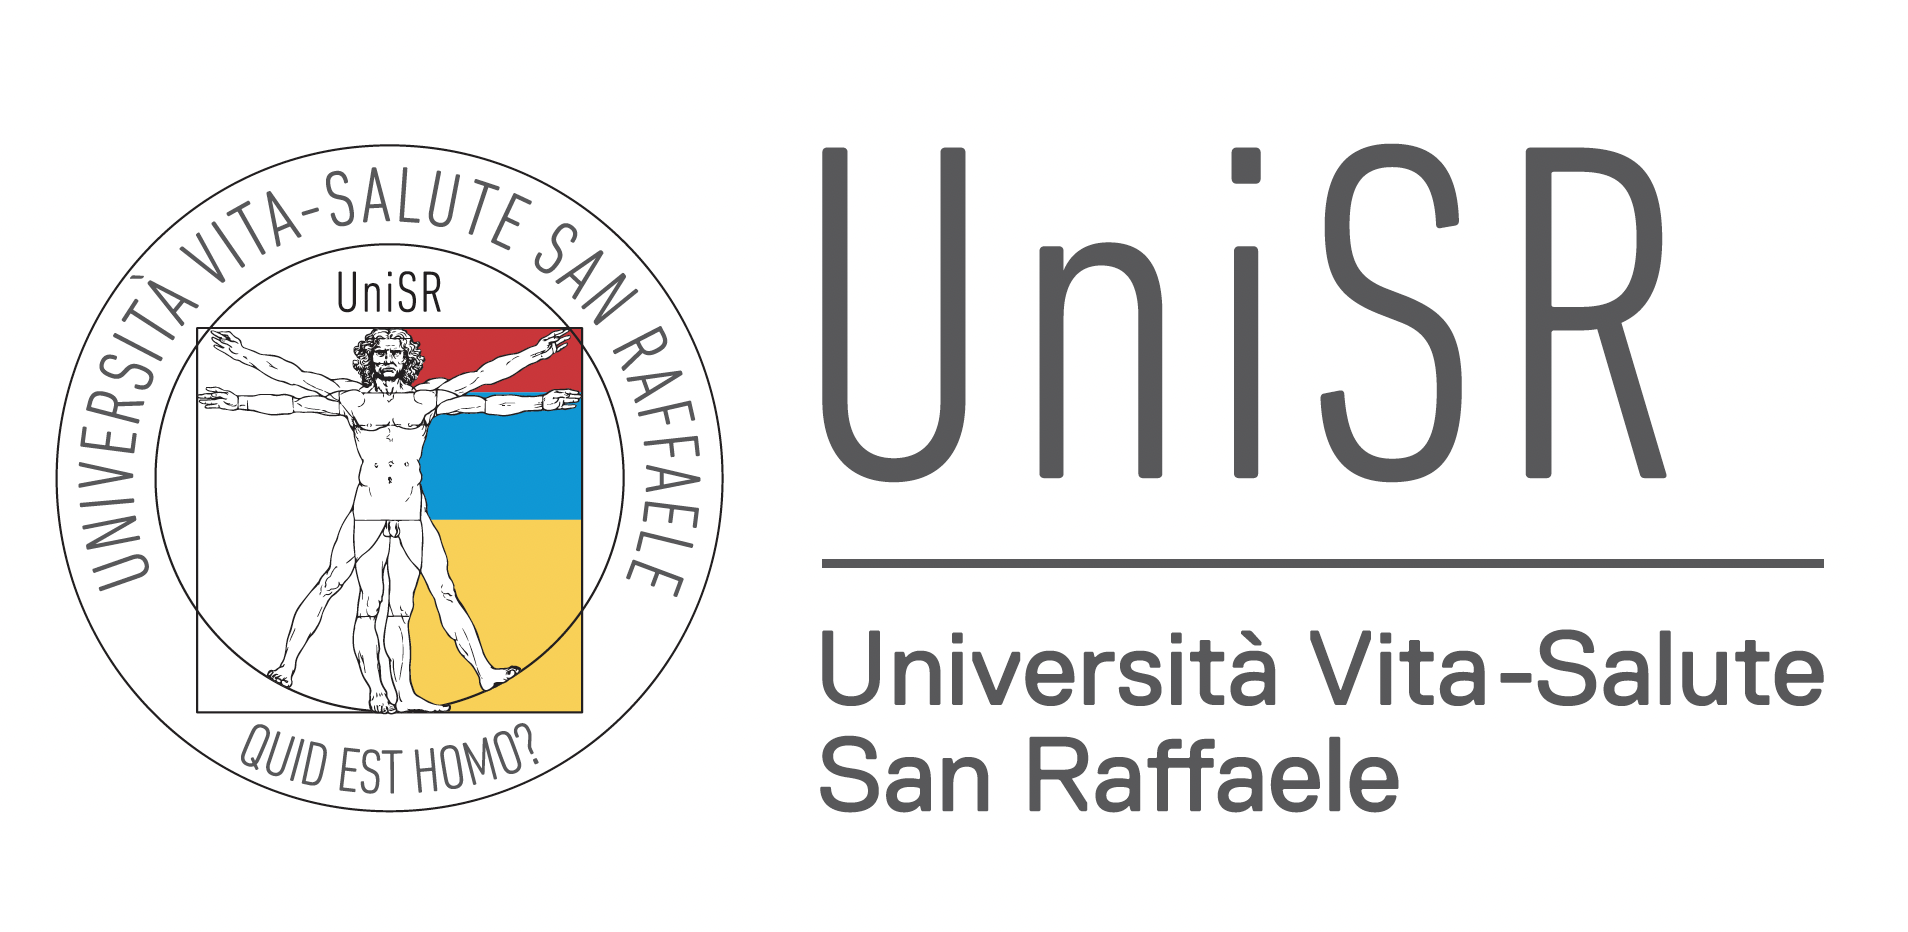 UNIVERSITÀ VITA-SALUTE SAN RAFFAELE
UniSR
QUID EST HOMO?
UniSR
Università Vita-Salute
San Raffaele